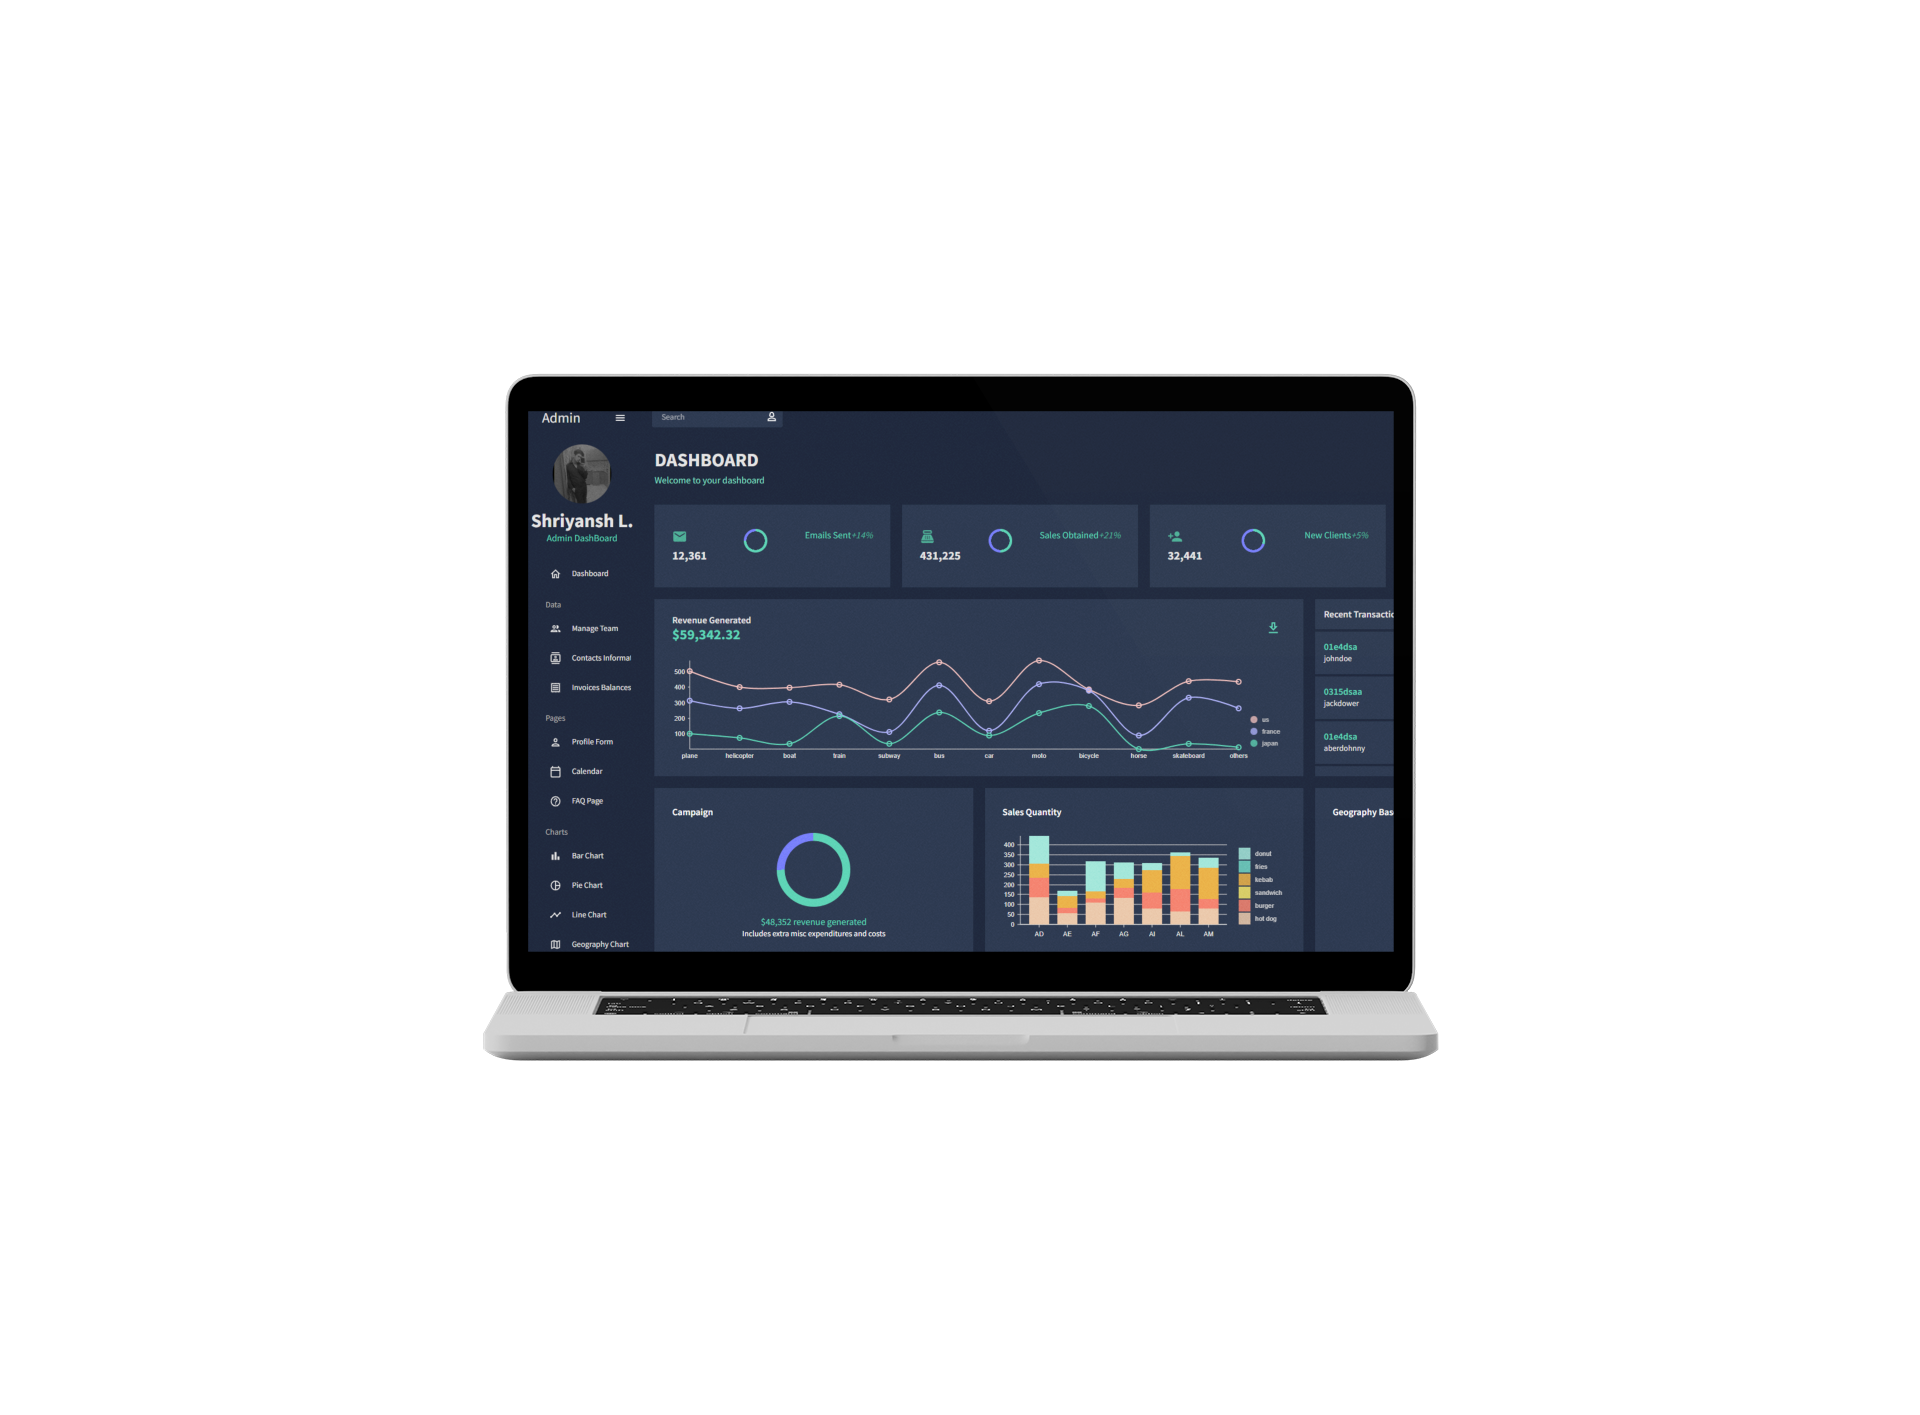 Admin
Search
Shriyansh L.
Admin DashBoard
Dashboard
Data
Manage Team
Contacts Informat
Invoices Balances
Pages
Profile Form
Calendar
FAQ Page
Charts
Bar Chart
Pie Chart
Line Chart
Geography Chart
DASHBOARD
Welcome to your dashboard
12,361
Emails Sent+14%
431,225
Sales Obtained+21%
32,441
New Clients+5%
Revenue Generated
$59,342.32
500
400
300
200
100
plane helicopter boat train subway bus car moto bicycle horse skateboard others
us
france
japan
Recent Transactio
01e4dsa
johndoe
0315dsaa
jackdower
01e4dsa
aberdohnny
Campaign
$48,352 revenue generated
Includes extra misc expenditures and costs
Sales Quantity
400
350
300
250
200
150
100
50
0
AD AE AF AG AI AL AM
donut
fries
kebab
sandwich
burger
hot dog
Geography Bas